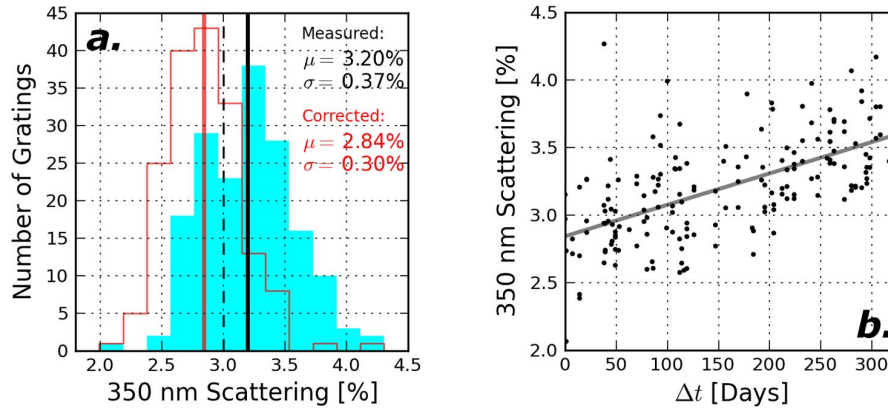 a.
Measured:
μ = 3.20%
σ = 0.37%
Corrected:
μ = 2.84%
σ = 0.30%
Number of Gratings
45
40
35
30
25
20
15
10
5
0
2.0 2.5 3.0 3.5 4.0 4.5
350 nm Scattering [%]
350 nm Scattering [%]
4.5
4.0
3.5
3.0
2.5
2.0
b.
0 50 100 150 200 250 300
Δt [Days]